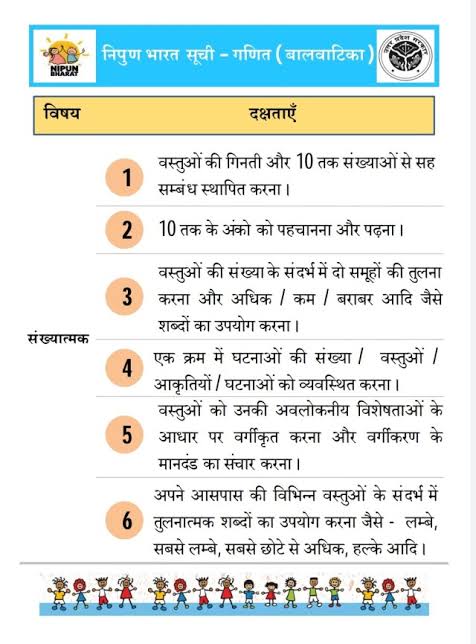 निपुण भारत सूची – गणित ( बालवाटिका )
NIPUN
BHARAT
विषय दक्षताएँ
संख्यात्मक
1 वस्तुओं की गिनती और 10 तक संख्याओं से सह
सम्बंध स्थापित करना।
2 10 तक के अंको को पहचानना और पढ़ना।
3 वस्तुओं की संख्या के संदर्भ में दो समूहों की तुलना
करना और अधिक / कम / बराबर आदि जैसे
शब्दों का उपयोग करना।
4 एक क्रम में घटनाओं की संख्या / वस्तुओं /
आकृतियों / घटनाओं को व्यवस्थित करना।
5 वस्तुओं को उनकी अवलोकनीय विशेषताओं के
आधार पर वर्गीकृत करना और वर्गीकरण के
मानदंड का संचार करना।
6 अपने आसपास की विभिन्न वस्तुओं के संदर्भ में
तुलनात्मक शब्दों का उपयोग करना जैसे - लम्बे,
सबसे लम्बे, सबसे छोटे से अधिक, हल्के आदि।